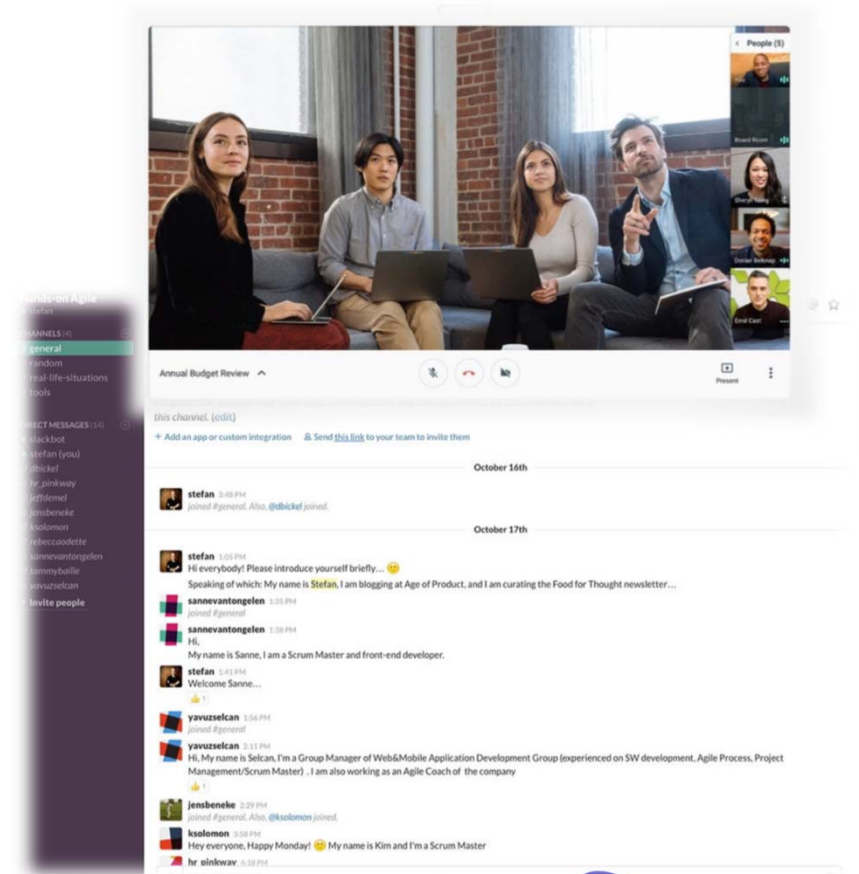 People (5)
Board Room
Emil Cast
Annual Budget Review
Present
Hands-on Agile
stefan
CHANNELS (4)
general
random
real-life-situations
tools
DIRECT MESSAGES (14)
slackbot
stefan (you)
dbickel
hr_pinkway
jeffdemel
jensbeneke
ksolomon
rebeccaodette
sannevantongelen
tammybailie
yavuzselcan
Invite people
this channel. (edit)
+ Add an app or custom integration Send this link to your team to invite them
October 16th
stefan 3:48 PM
joined #general. Also, @dbickel joined.
October 17th
stefan 1:05 PM
Hi everybody! Please introduce yourself briefly...
Speaking of which: My name is Stefan, I am blogging at Age of Product, and I am curating the Food for Thought newsletter...
sannevantongelen 1:31 PM
joined #general
sannevantongelen 1:38 PM
Hi,
My name is Sanne, I am a Scrum Master and front-end developer.
stefan 1:41 PM
Welcome Sanne...
1
yavuzselcan 1:56 PM
joined #general
yavuzselcan 2:11 PM
Hi, My name is Selcan, I'm a Group Manager of Web&Mobile Application Development Group (experienced on SW development, Agile Process, Project
Management/Scrum Master) . I am also working as an Agile Coach of the company
1
jensbeneke 2:29 PM
joined #general. Also, @ksolomon joined.
ksolomon 3:58 PM
Hey everyone, Happy Monday! My name is Kim and I'm a Scrum Master
hr_pinkway 4:18 PM